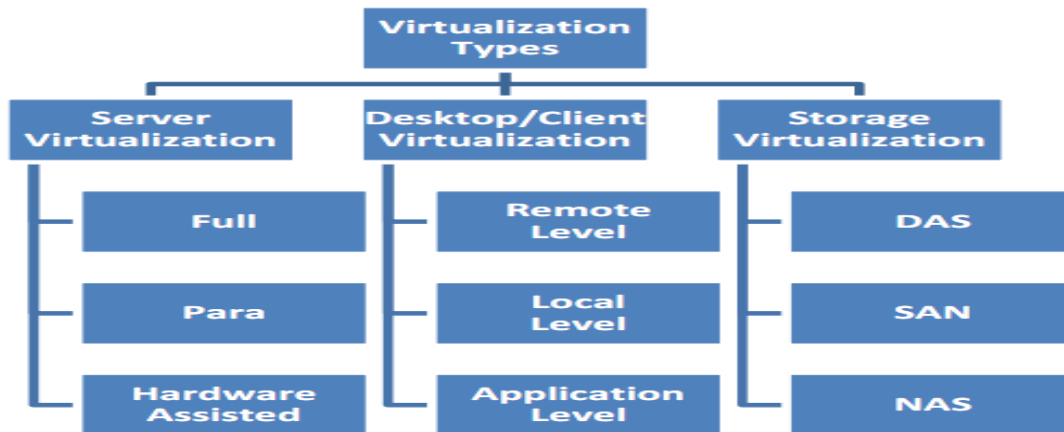 Virtualization
Types
Server
Virtualization
Desktop/Client
Virtualization
Storage
Virtualization
Full
Para
Hardware
Assisted
Remote
Level
Local
Level
Application
Level
DAS
SAN
NAS